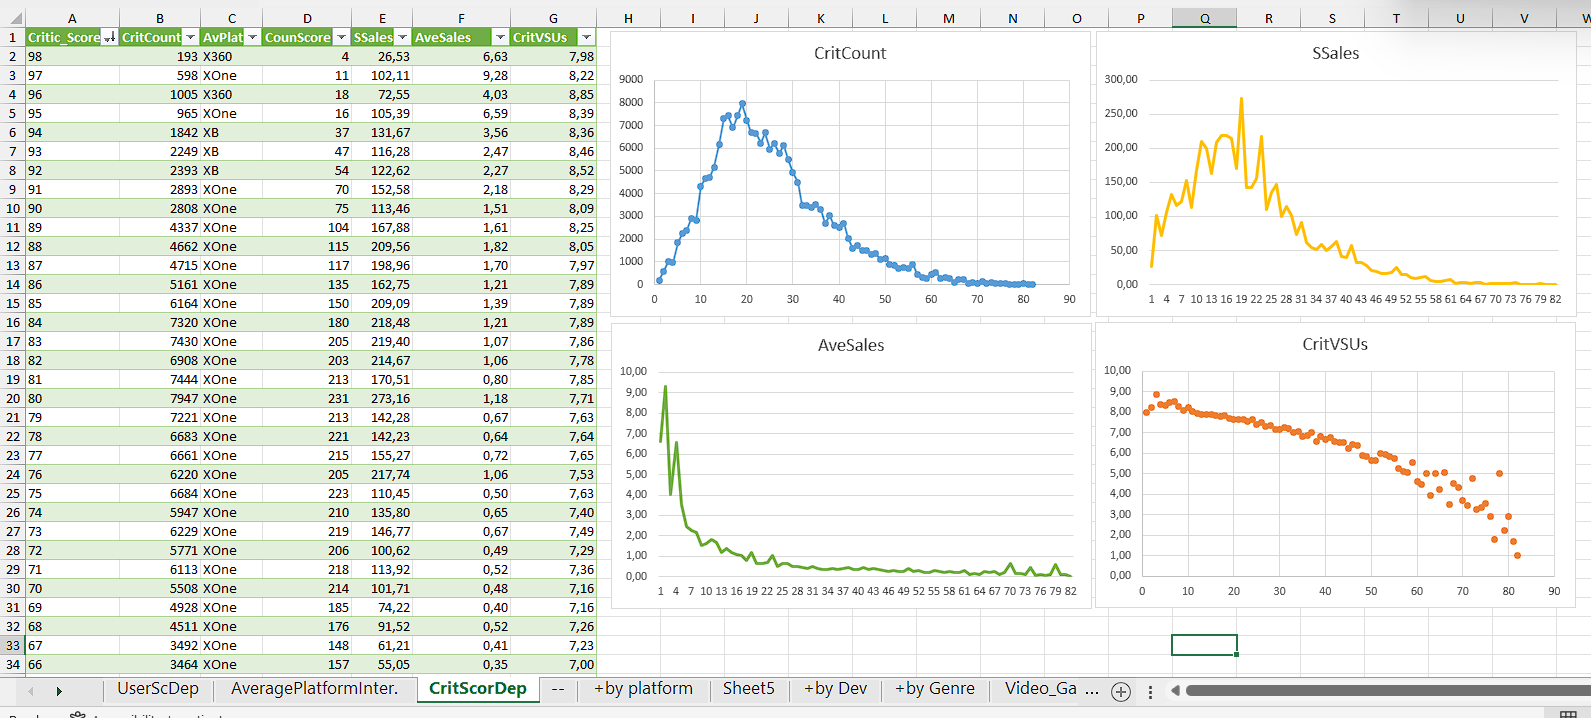 A B C D E F G H I J K L M N O P Q R S T U V W
1 Critic_Score CritCount AvPlat CounScore SSales AveSales CritVSUs
2 98 193 X360 4 26,53 6,63 7,98
3 97 598 XOne 11 102,11 9,28 8,22
4 96 1005 X360 18 72,55 4,03 8,85
5 95 965 XOne 16 105,39 6,59 8,39
6 94 1842 XB 37 131,67 3,56 8,36
7 93 2249 XB 47 116,28 2,47 8,46
8 92 2393 XB 54 122,62 2,27 8,52
9 91 2893 XOne 70 152,58 2,18 8,29
10 90 2808 XOne 75 113,46 1,51 8,09
11 89 4337 XOne 104 167,88 1,61 8,25
12 88 4662 XOne 115 209,56 1,82 8,05
13 87 4715 XOne 117 198,96 1,70 7,97
14 86 5161 XOne 135 162,75 1,21 7,89
15 85 6164 XOne 150 209,09 1,39 7,89
16 84 7320 XOne 180 218,48 1,21 7,89
17 83 7430 XOne 205 219,40 1,07 7,86
18 82 6908 XOne 203 214,67 1,06 7,78
19 81 7444 XOne 213 170,51 0,80 7,85
20 80 7947 XOne 231 273,16 1,18 7,71
21 79 7221 XOne 213 142,28 0,67 7,63
22 78 6683 XOne 221 142,23 0,64 7,64
23 77 6661 XOne 215 155,27 0,72 7,65
24 76 6220 XOne 205 217,74 1,06 7,53
25 75 6684 XOne 223 110,45 0,50 7,63
26 74 5947 XOne 210 135,80 0,65 7,40
27 73 6229 XOne 219 146,77 0,67 7,49
28 72 5771 XOne 206 100,62 0,49 7,29
29 71 6113 XOne 218 113,92 0,52 7,36
30 70 5508 XOne 214 101,71 0,48 7,16
31 69 4928 XOne 185 74,22 0,40 7,16
32 68 4511 XOne 176 91,52 0,52 7,26
33 67 3492 XOne 148 61,21 0,41 7,23
34 66 3464 XOne 157 55,05 0,35 7,00
CritCount
9000
8000
7000
6000
5000
4000
3000
2000
1000
0
0 10 20 30 40 50 60 70 80 90
SSales
300,00
250,00
200,00
150,00
100,00
50,00
0,00
1 4 7 10 13 16 19 22 25 28 31 34 37 40 43 46 49 52 55 58 61 64 67 70 73 76 79 82
AveSales
10,00
9,00
8,00
7,00
6,00
5,00
4,00
3,00
2,00
1,00
0,00
1 4 7 10 13 16 19 22 25 28 31 34 37 40 43 46 49 52 55 58 61 64 67 70 73 76 79 82
CritVSUs
10,00
9,00
8,00
7,00
6,00
5,00
4,00
3,00
2,00
1,00
0,00
0 10 20 30 40 50 60 70 80 90
UserScDep AveragePlatformInter. CritScorDep -- +by platform Sheet5 +by Dev +by Genre Video_Ga ...